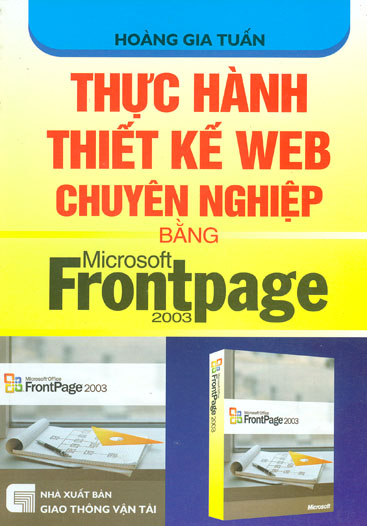 HOÀNG GIA TUẤN
THỰC HÀNH
THIẾT KẾ WEB
CHUYÊN NGHIỆP
BẰNG
Microsoft
Frontpage
2003
Microsoft Office
FrontPage 2003
Microsoft Office
FrontPage 2003
FrontPage 2003
Microsoft
NHÀ XUẤT BẢN
GIAO THÔNG VẬN TẢI